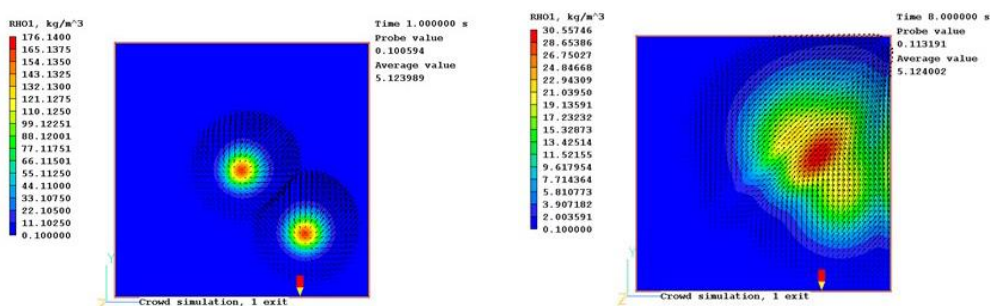 RHO1, kg/m^3
176.1400
165.1375
154.1350
143.1325
132.1300
121.1275
110.1250
99.12251
88.12001
77.11751
66.11501
55.11251
44.11000
33.10750
22.10500
11.10250
0.100000
Time 1.000000 s
Probe value
0.100594
Average value
5.123989
Y
Z
Crowd simulation, 1 exit
RHO1, kg/m^3
30.55746
28.65386
26.75027
24.84668
22.94309
21.03950
19.13591
17.23232
15.32873
13.42514
11.52155
9.617954
7.714364
5.810773
3.907182
2.003591
0.100000
Time 8.000000 s
Probe value
0.113191
Average value
5.124002
Y
Z
Crowd simulation, 1 exit